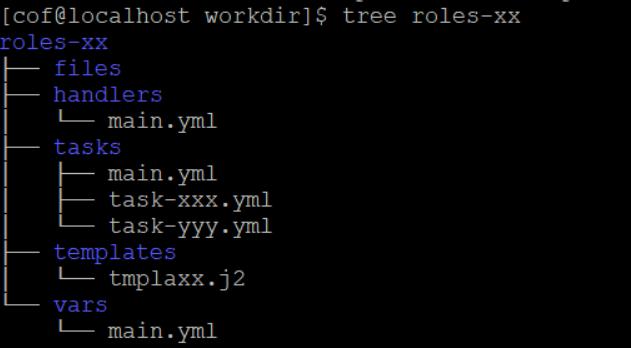 [cof@localhost workdir]$ tree roles-xx
roles-xx
├── files
├── handlers
│   └── main.yml
├── tasks
│   ├── main.yml
│   ├── task-xxx.yml
│   └── task-yyy.yml
├── templates
│   └── tmplaxx.j2
└── vars
    └── main.yml